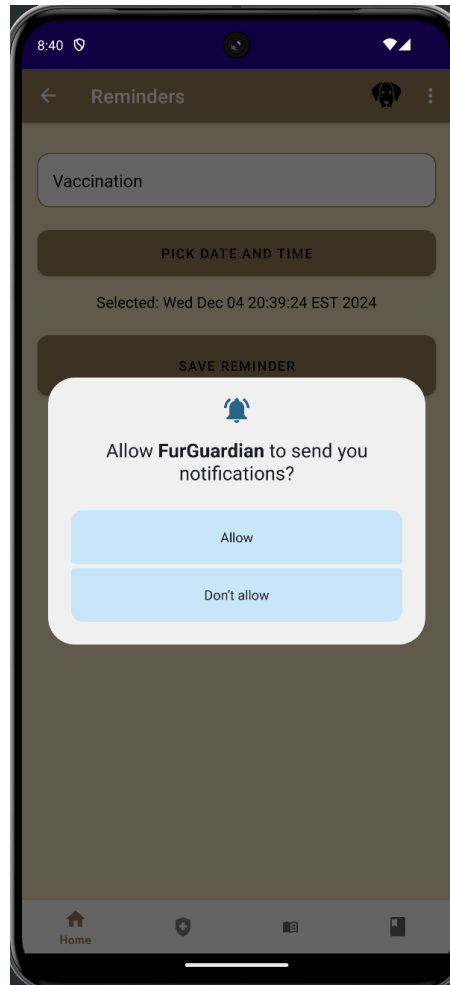 8:40
Reminders
Vaccination
PICK DATE AND TIME
Selected: Wed Dec 04 20:39:24 EST 2024
SAVE REMINDER
Allow FurGuardian to send you
notifications?
Allow
Don't allow
Home